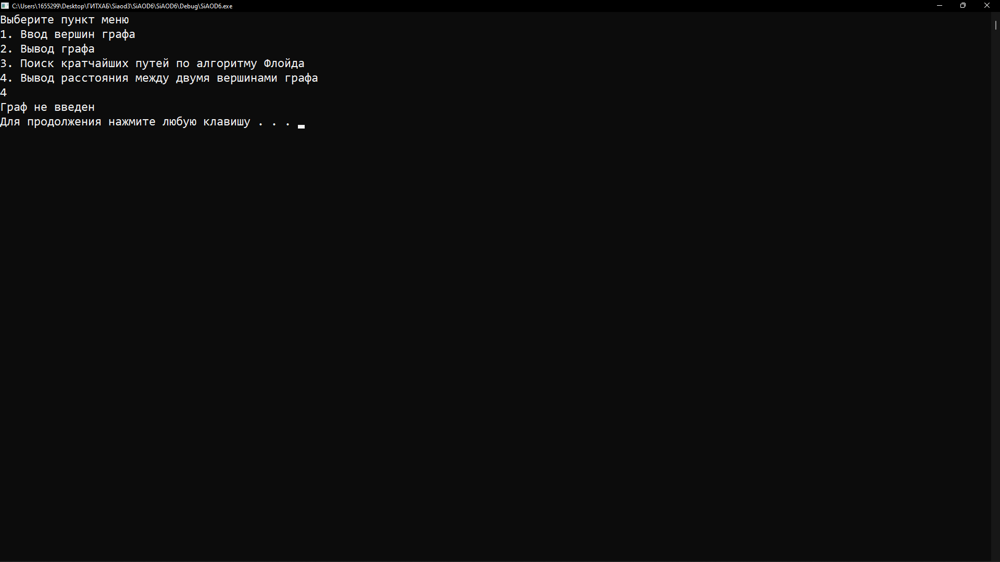 C:\Users\1655299\Desktop\ГИТХАБ\Siaod3\SiAOD6\SiAOD6\Debug\SiAOD6.exe
Выберите пункт меню
1. Ввод вершин графа
2. Вывод графа
3. Поиск кратчайших путей по алгоритму Флойда
4. Вывод расстояния между двумя вершинами графа
4
Граф не введен
Для продолжения нажмите любую клавишу . . .